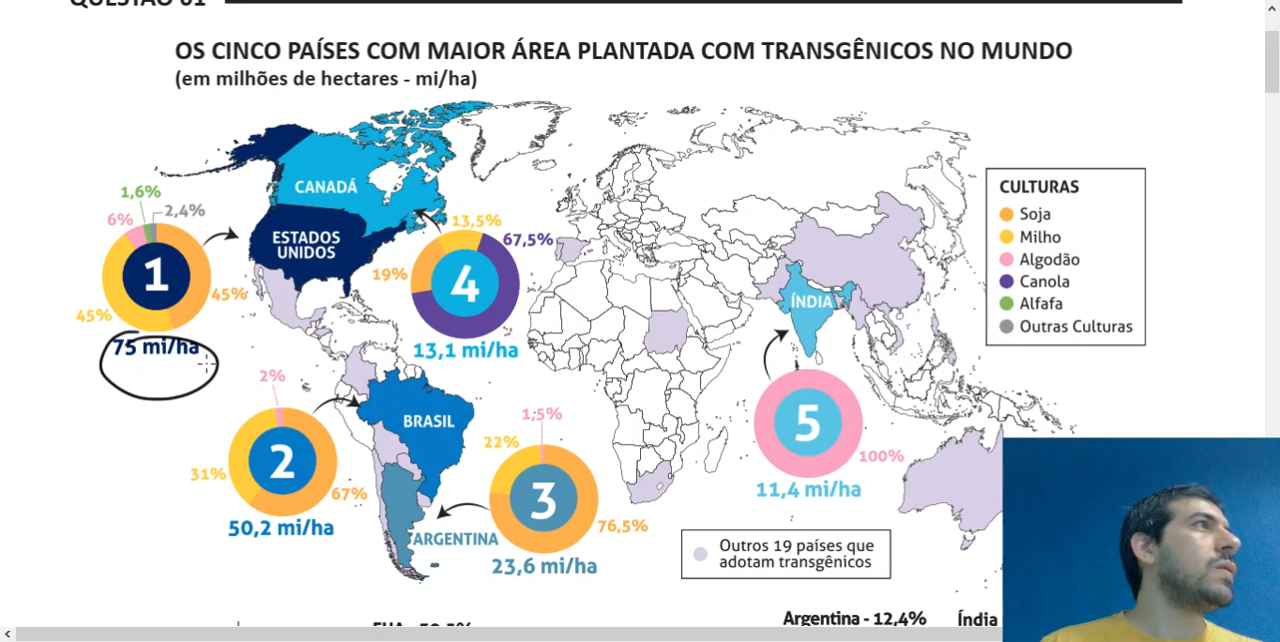 QUESTÃO 01
OS CINCO PAÍSES COM MAIOR ÁREA PLANTADA COM TRANSGÊNICOS NO MUNDO
(em milhões de hectares - mi/ha)
CANADÁ
ESTADOS
UNIDOS
1,6%
2,4%
6%
1
45%
45%
75 mi/ha
13,5%
67,5%
19%
4
13,1 mi/ha
CULTURAS
Soja
Milho
Algodão
Canola
Alfafa
Outras Culturas
ÍNDIA
2%
31%
2
67%
50,2 mi/ha
BRASIL
1,5%
22%
3
76,5%
23,6 mi/ha
ARGENTINA
5
100%
11,4 mi/ha
Outros 19 países que
adotam transgênicos
Argentina - 12,4%
Índia